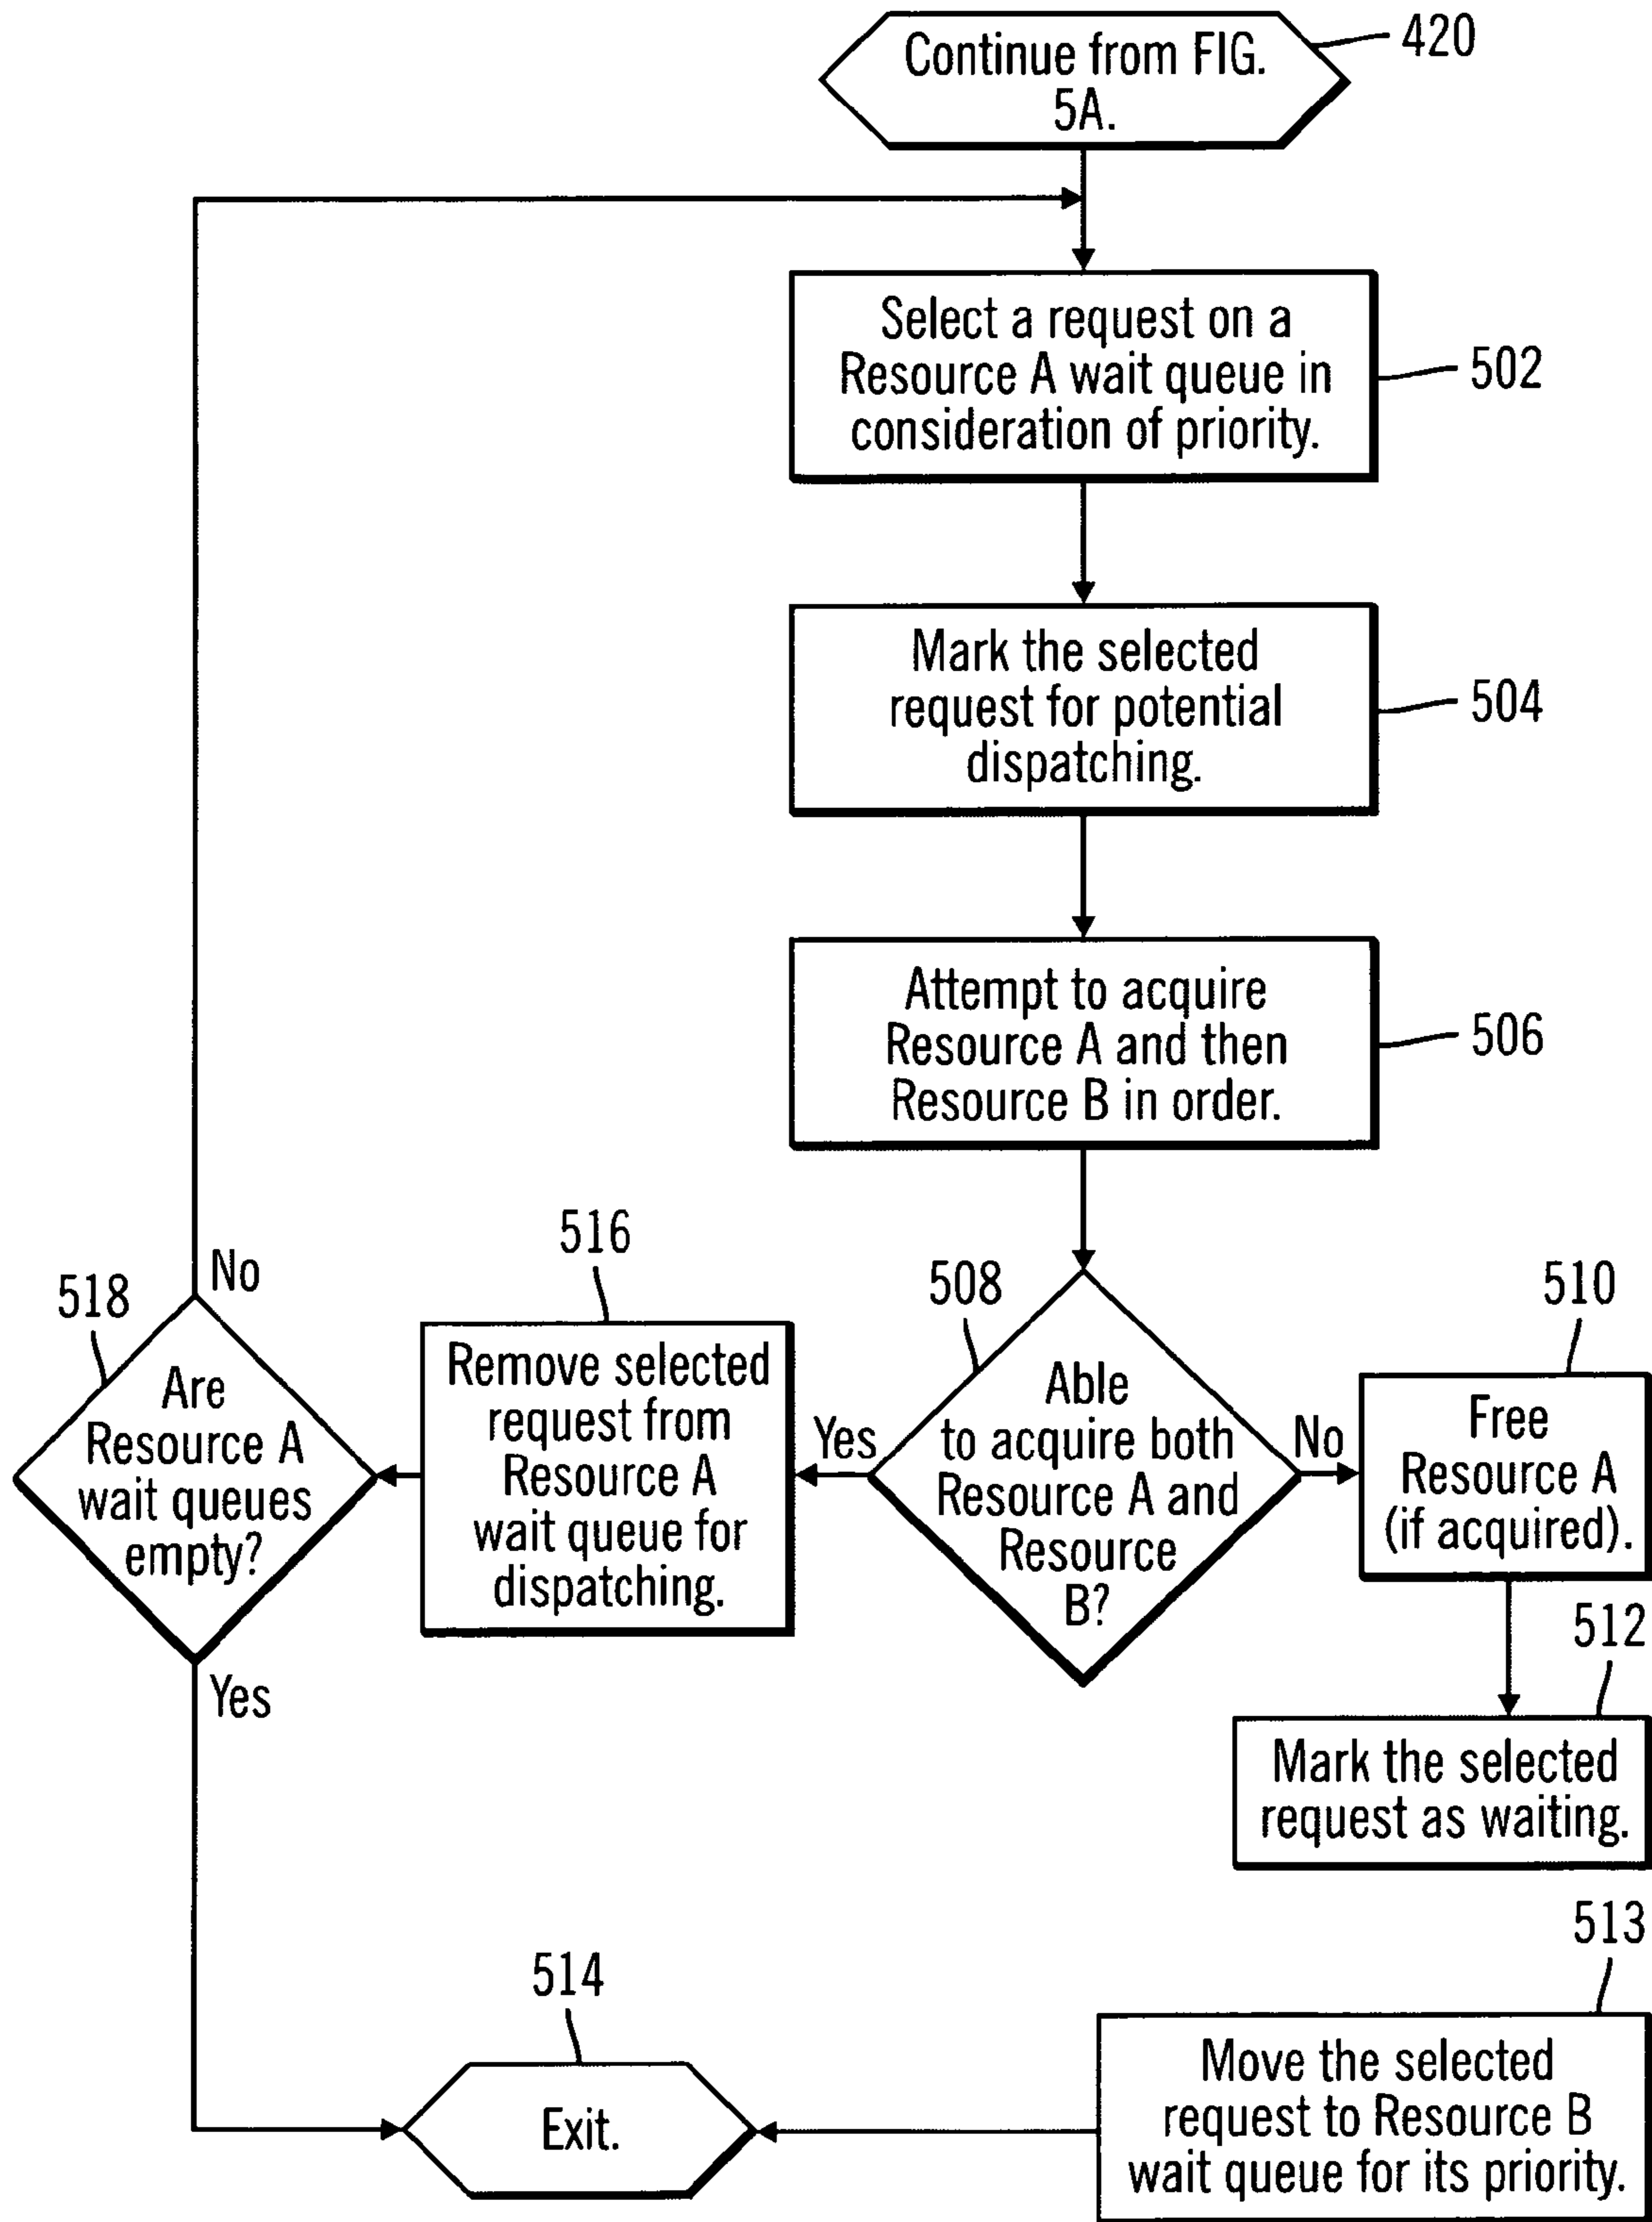 Continue from FIG.
5A.
420
Select a request on a
Resource A wait queue in
consideration of priority.
502
Mark the selected
request for potential
dispatching.
504
Attempt to acquire
Resource A and then
Resource B in order.
506
508
Able
to acquire both
Resource A and
Resource
B?
Yes
No
516
Remove selected
request from
Resource A
wait queue for
dispatching.
518
Are
Resource A
wait queues
empty?
No
Yes
510
Free
Resource A
(if acquired).
512
Mark the selected
request as waiting.
513
Move the selected
request to Resource B
wait queue for its priority.
514
Exit.